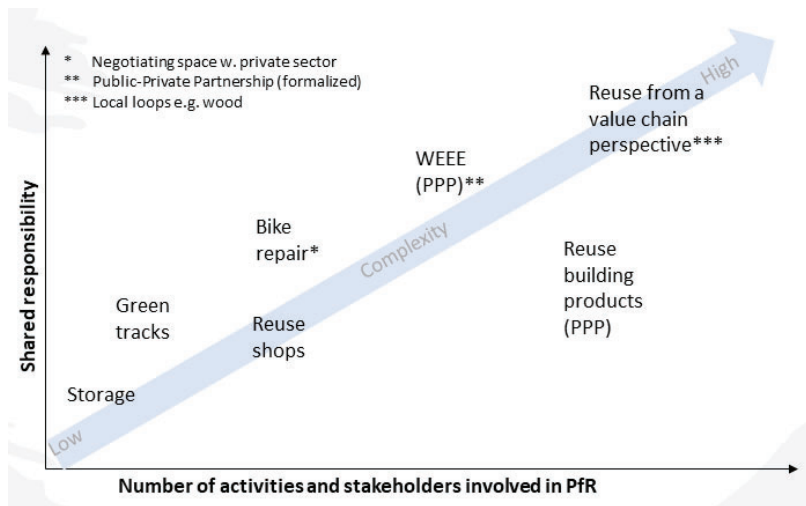 * Negotiating space w. private sector
** Public-Private Partnership (formalized)
*** Local loops e.g. wood
High
Reuse from a
value chain
perspective***
WEEE
(PPP)**
Complexity
Bike
repair*
Reuse
building
products
(PPP)
Green
tracks
Reuse
shops
Storage
Low
Shared responsibility
Number of activities and stakeholders involved in PfR